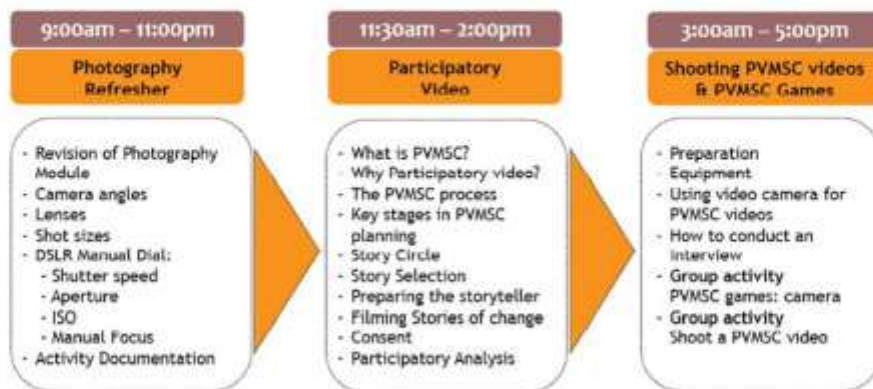 9:00am – 11:00pm
Photography
Refresher
- Revision of Photography
Module
- Camera angles
- Lenses
- Shot sizes
- DSLR Manual Dial:
- Shutter speed
- Aperture
- ISO
- Manual Focus
- Activity Documentation
11:30am – 2:00pm
Participatory
Video
- What is PVMSC?
Why Participatory video?
- The PVMSC process
- Key stages in PVMSC
planning
- Story Circle
- Story Selection
- Preparing the storyteller
- Filming Stories of change
- Consent
- Participatory Analysis
3:00am – 5:00pm
Shooting PVMSC videos
& PVMSC Games
- Preparation
Equipment
- Using video camera for
PVMSC videos
- How to conduct an
interview
- Group activity
PVMSC games: camera
- Group activity
Shoot a PVMSC video